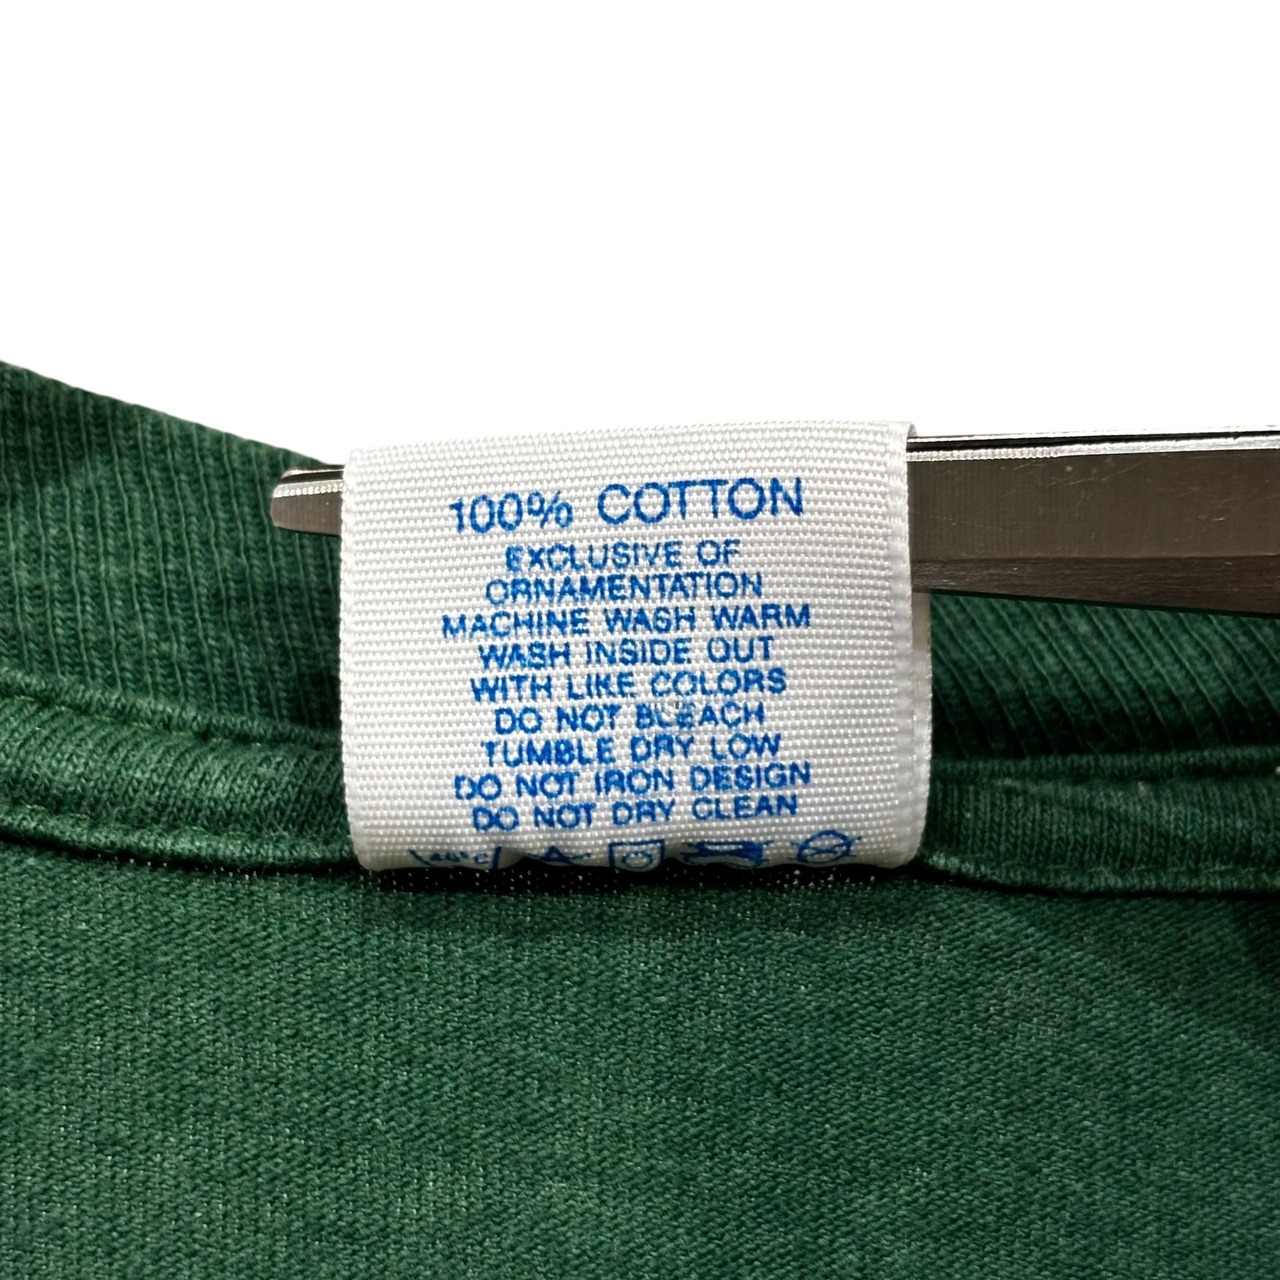 100% COTTON
EXCLUSIVE OF
ORNAMENTATION
MACHINE WASH WARM
WASH INSIDE OUT
WITH LIKE COLORS
DO NOT BLEACH
TUMBLE DRY LOW
DO NOT IRON DESIGN
DO NOT DRY CLEAN